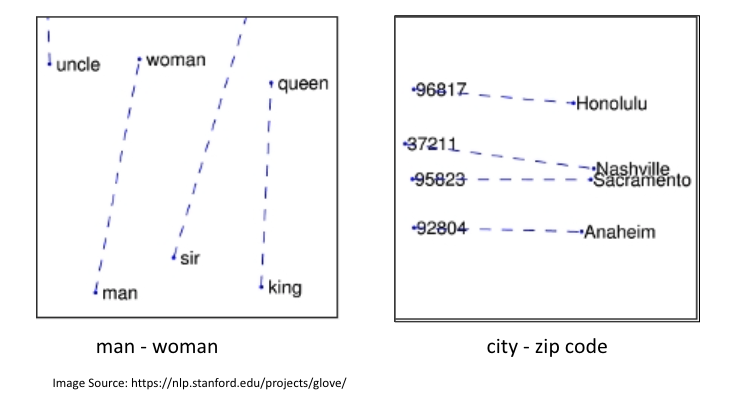 uncle
woman
queen
sir
man
king
96817
Honolulu
37211
Nashville
95823
Sacramento
92804
Anaheim
man - woman
city - zip code
Image Source: https://nlp.stanford.edu/projects/glove/